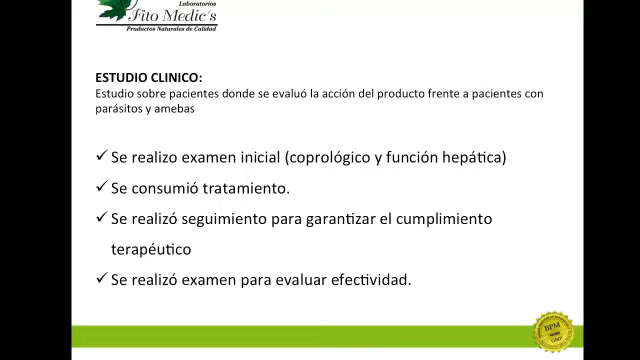 Laboratorios
Fito Medic's
Productos Naturales de Calidad
ESTUDIO CLINICO:
Estudio sobre pacientes donde se evaluó la acción del producto frente a pacientes con
parásitos y amebas
✓ Se realizo examen inicial (coprológico y función hepática)
✓ Se consumió tratamiento.
✓ Se realizó seguimiento para garantizar el cumplimiento
terapéutico
✓ Se realizó examen para evaluar efectividad.
BPM
GMP